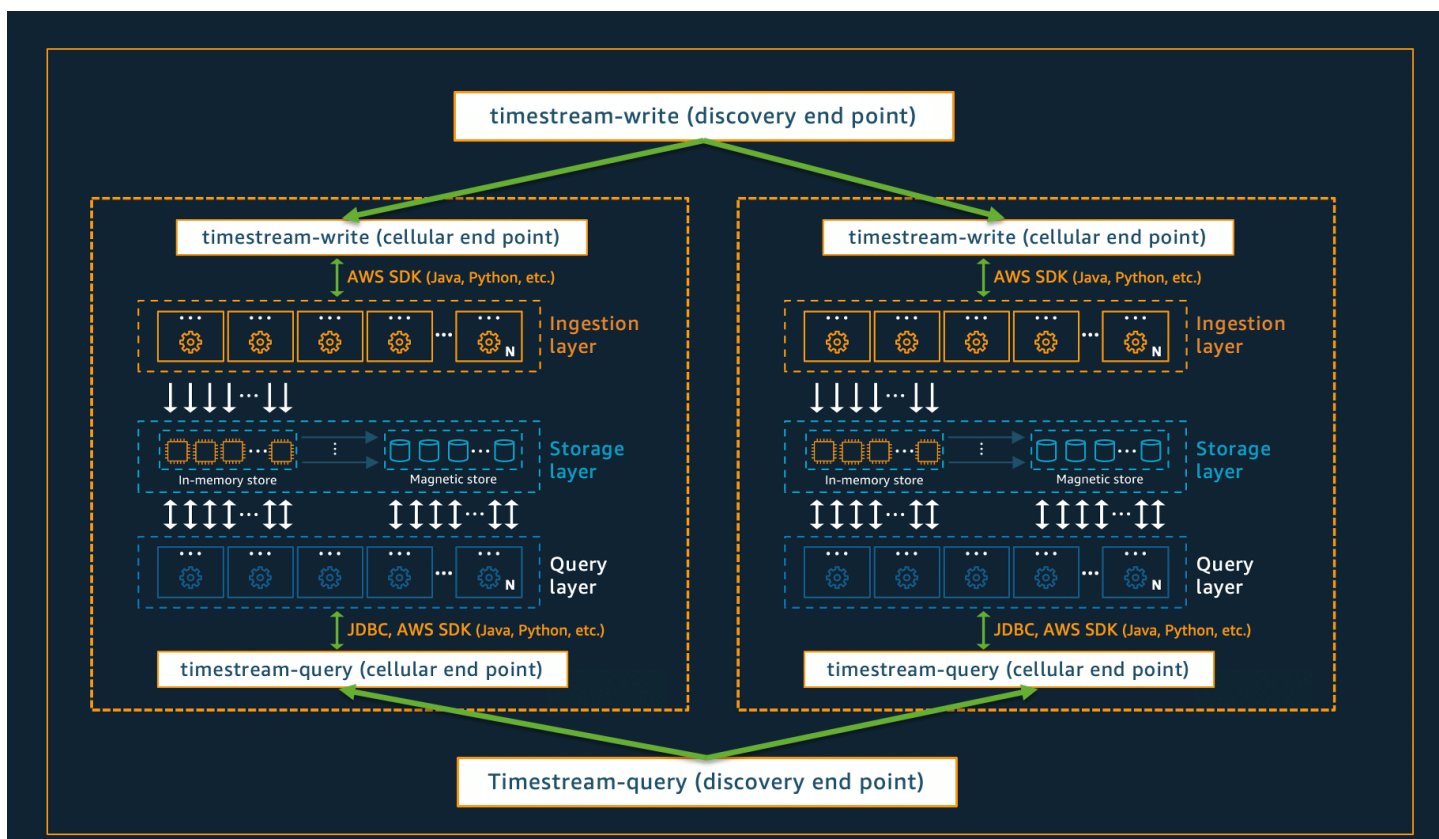 timestream-write (discovery end point)
timestream-write (cellular end point)
timestream-write (cellular end point)
AWS SDK (Java, Python, etc.)
AWS SDK (Java, Python, etc.)
N
Ingestion
layer
N
Ingestion
layer
In-memory store
Magnetic store
Storage
layer
In-memory store
Magnetic store
Storage
layer
N
Query
layer
N
Query
layer
JDBC, AWS SDK (Java, Python, etc.)
JDBC, AWS SDK (Java, Python, etc.)
timestream-query (cellular end point)
timestream-query (cellular end point)
Timestream-query (discovery end point)